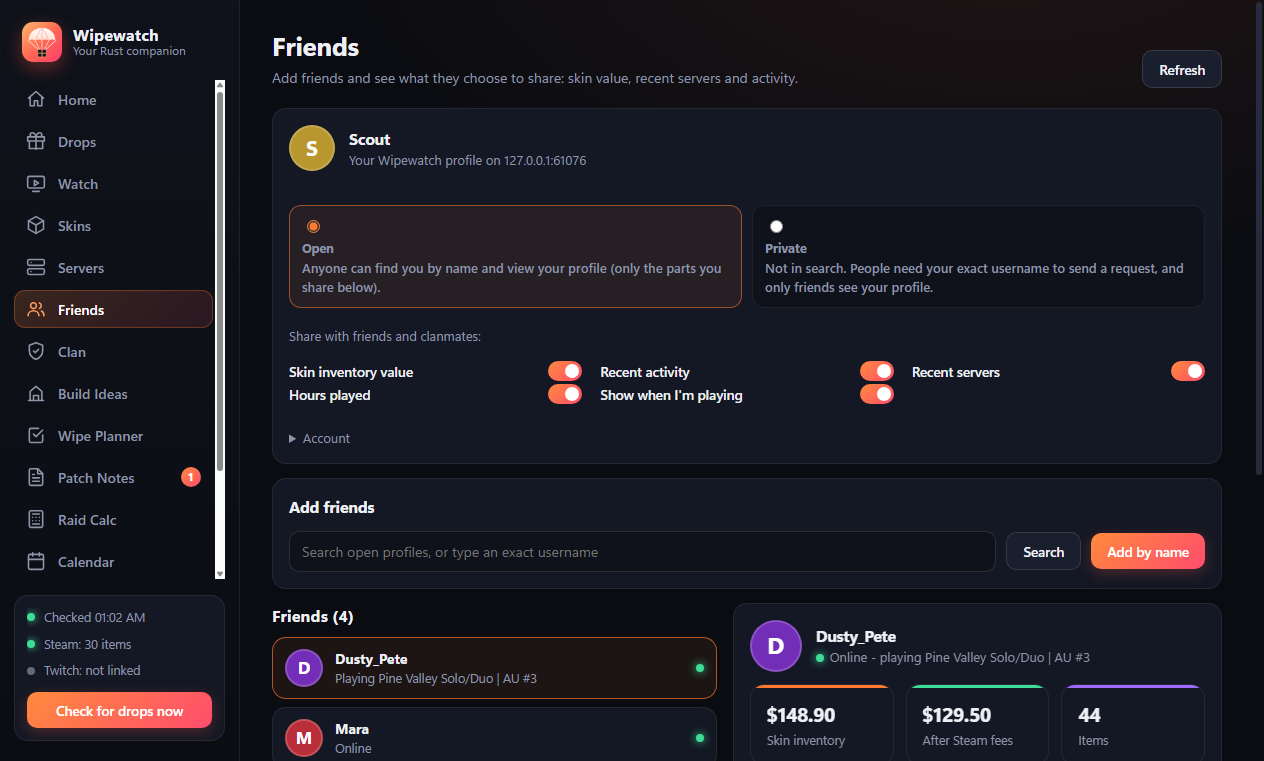 Wipewatch
Your Rust companion
Home
Drops
Watch
Skins
Servers
Friends
Clan
Build Ideas
Wipe Planner
Patch Notes
1
Raid Calc
Calendar
Checked 01:02 AM
Steam: 30 items
Twitch: not linked
Check for drops now
Friends
Add friends and see what they choose to share: skin value, recent servers and activity.
Refresh
S
Scout
Your Wipewatch profile on 127.0.0.1:61076
Open
Anyone can find you by name and view your profile (only the parts you
share below).
Private
Not in search. People need your exact username to send a request, and
only friends see your profile.
Share with friends and clanmates:
Skin inventory value
Recent activity
Recent servers
Hours played
Show when I'm playing
Account
Add friends
Search open profiles, or type an exact username
Search
Add by name
Friends (4)
D
Dusty_Pete
Playing Pine Valley Solo/Duo | AU #3
M
Mara
Online
D
Dusty_Pete
Online - playing Pine Valley Solo/Duo | AU #3
$148.90
Skin inventory
$129.50
After Steam fees
44
Items